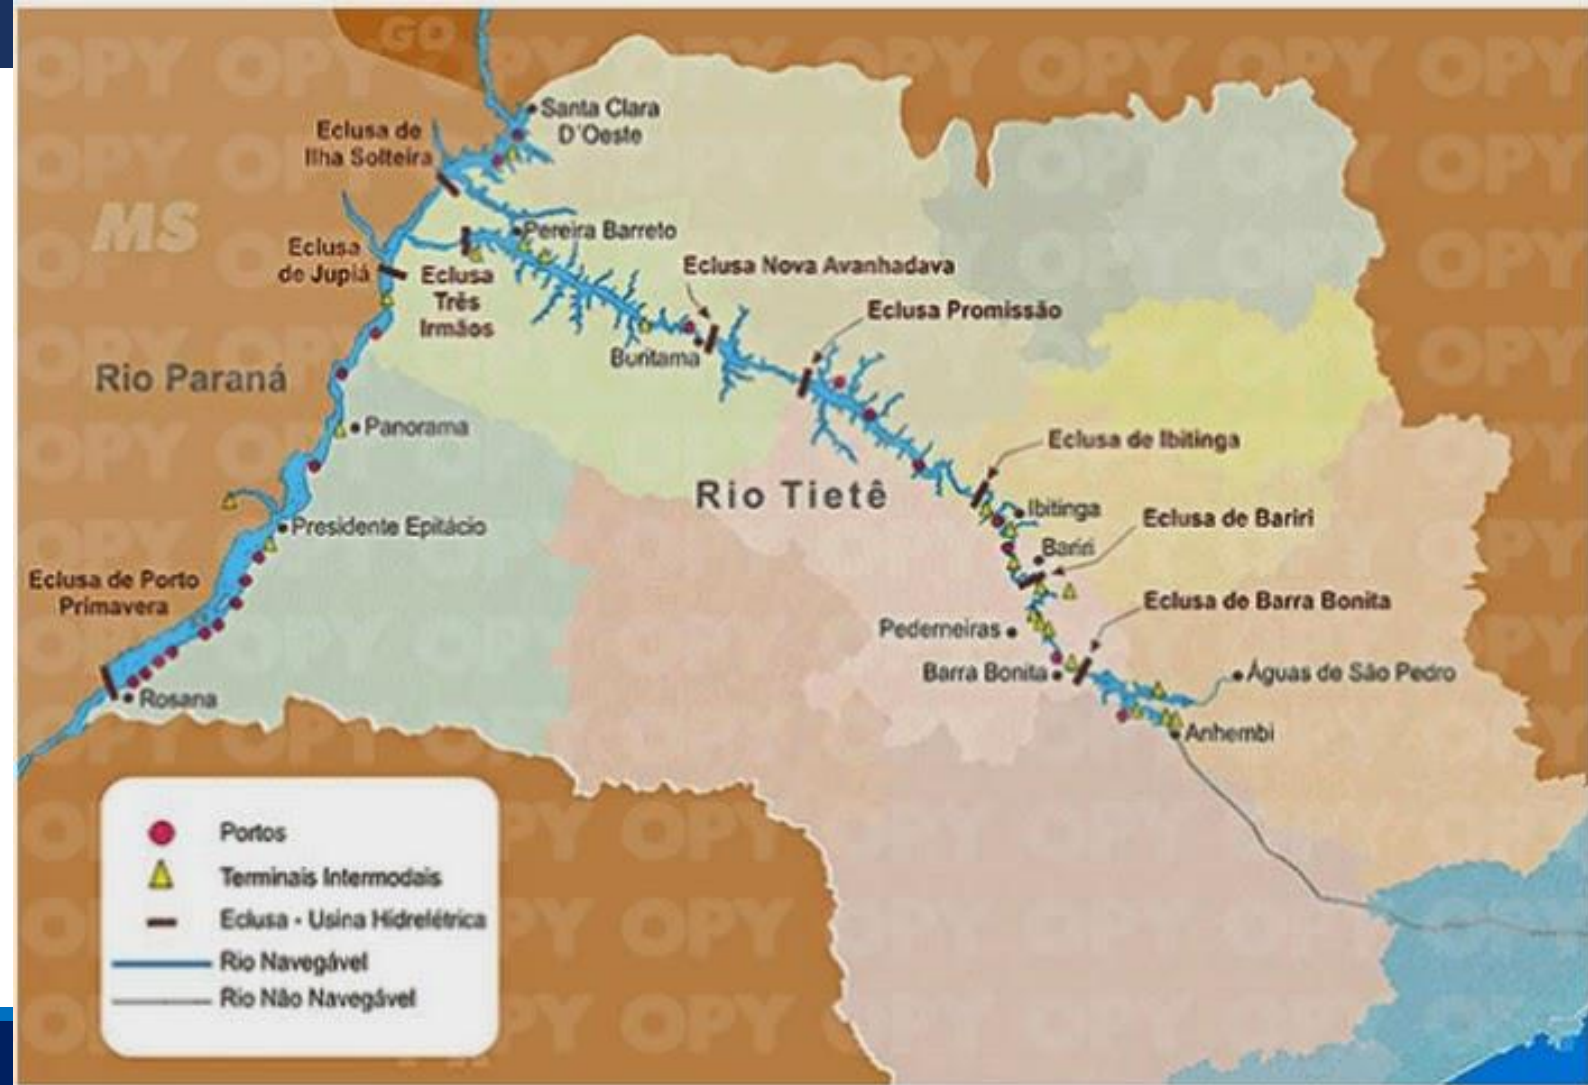 GO
Santa Clara
D'Oeste
Eclusa de
Ilha Solteira
MS
Pereira Barreto
Eclusa
de Jupiá
Eclusa
Três
Irmãos
Eclusa Nova Avanhadava
Eclusa Promissão
Buritama
Rio Paraná
Panorama
Eclusa de Ibitinga
Rio Tietê
Ibitinga
Eclusa de Bariri
Presidente Epitácio
Bariri
Eclusa de Porto
Primavera
Eclusa de Barra Bonita
Pederneiras
Barra Bonita
Águas de São Pedro
Rosana
Anhembi
Portos
Terminais Intermodais
Eclusa - Usina Hidrelétrica
Rio Navegável
Rio Não Navegável